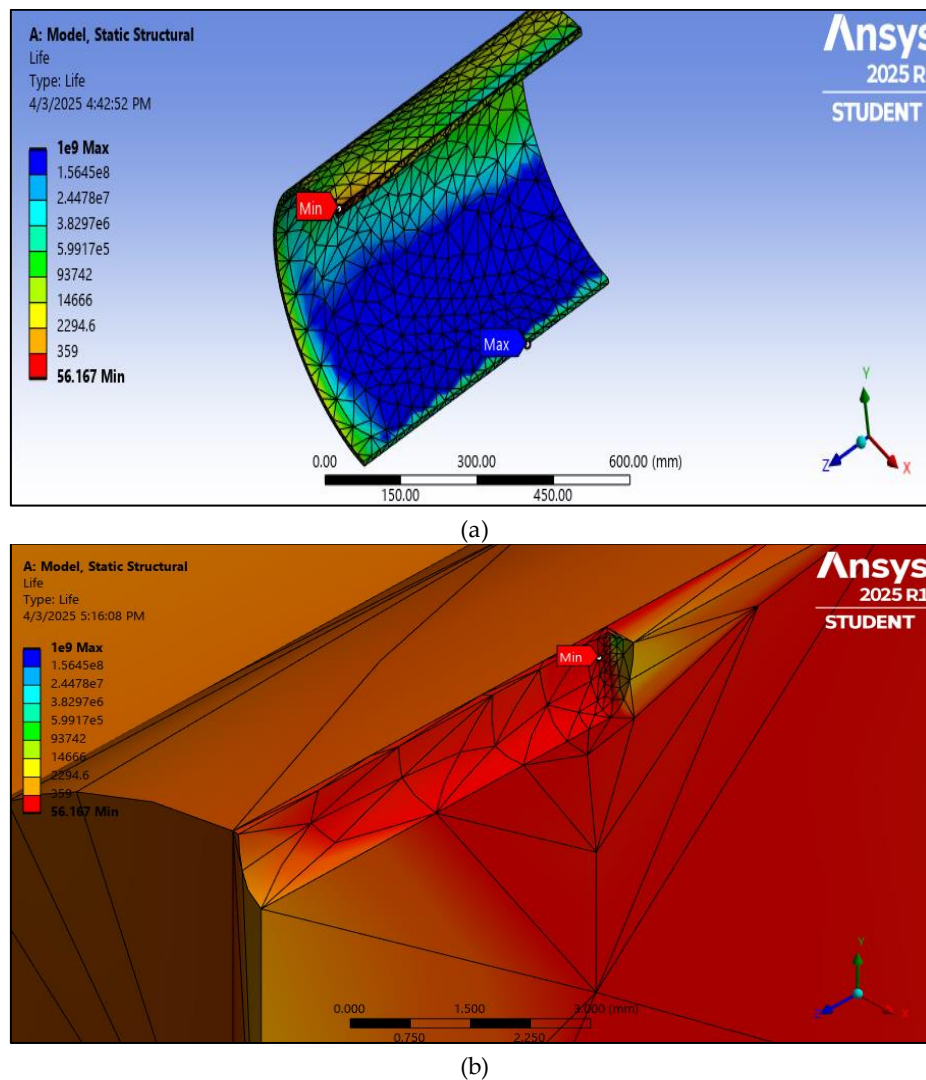 A: Model, Static Structural
Life
Type: Life
4/3/2025 4:42:52 PM
1e9 Max
1.5645e8
2.4478e7
3.8297e6
5.9917e5
93742
14666
2294.6
359
56.167 Min
Ansys
2025 R
STUDENT
Min
Max
Y
Z
X
0.00 300.00 600.00 (mm)
150.00 450.00
(a)
A: Model, Static Structural
Life
Type: Life
4/3/2025 5:16:08 PM
1e9 Max
1.5645e8
2.4478e7
3.8297e6
5.9917e5
93742
14666
2294.6
359
56.167 Min
Ansys
2025 R1
STUDENT
Min
Y
Z
X
0.000 1.500 3.000 (mm)
0.750 2.250
(b)